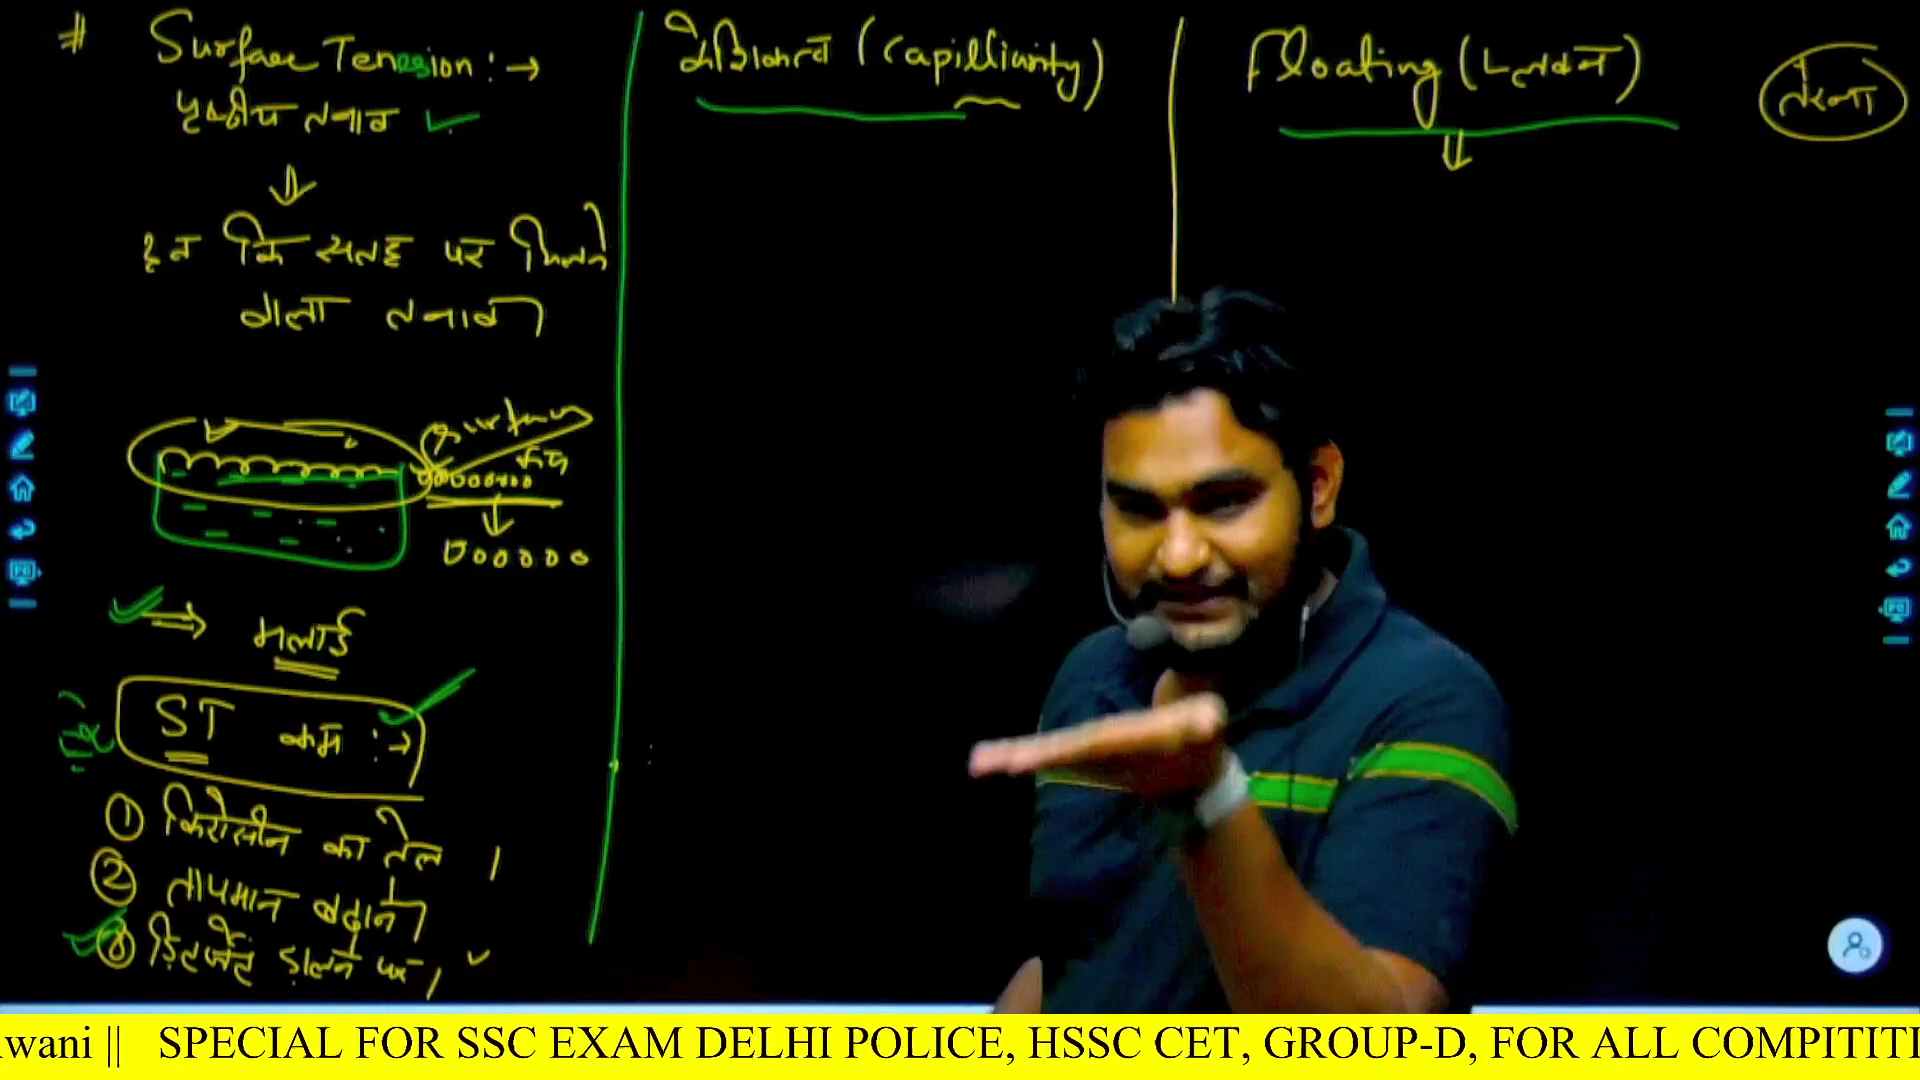 # Surface Tension :→
पृष्ठीय तनाव
द्रव कि सतह पर मिलने
वाला तनाव
Surface
000000
→ मलाई
ST कम :→
① किरोसीन का तेल ।
② तापमान बढ़ाने
③ डिटर्जेंट डालने पर ।
केशिकत्व (Capillarity)
Floating (प्लवन)
तैरना
wani || SPECIAL FOR SSC EXAM DELHI POLICE, HSSC CET, GROUP-D, FOR ALL COMPITITI